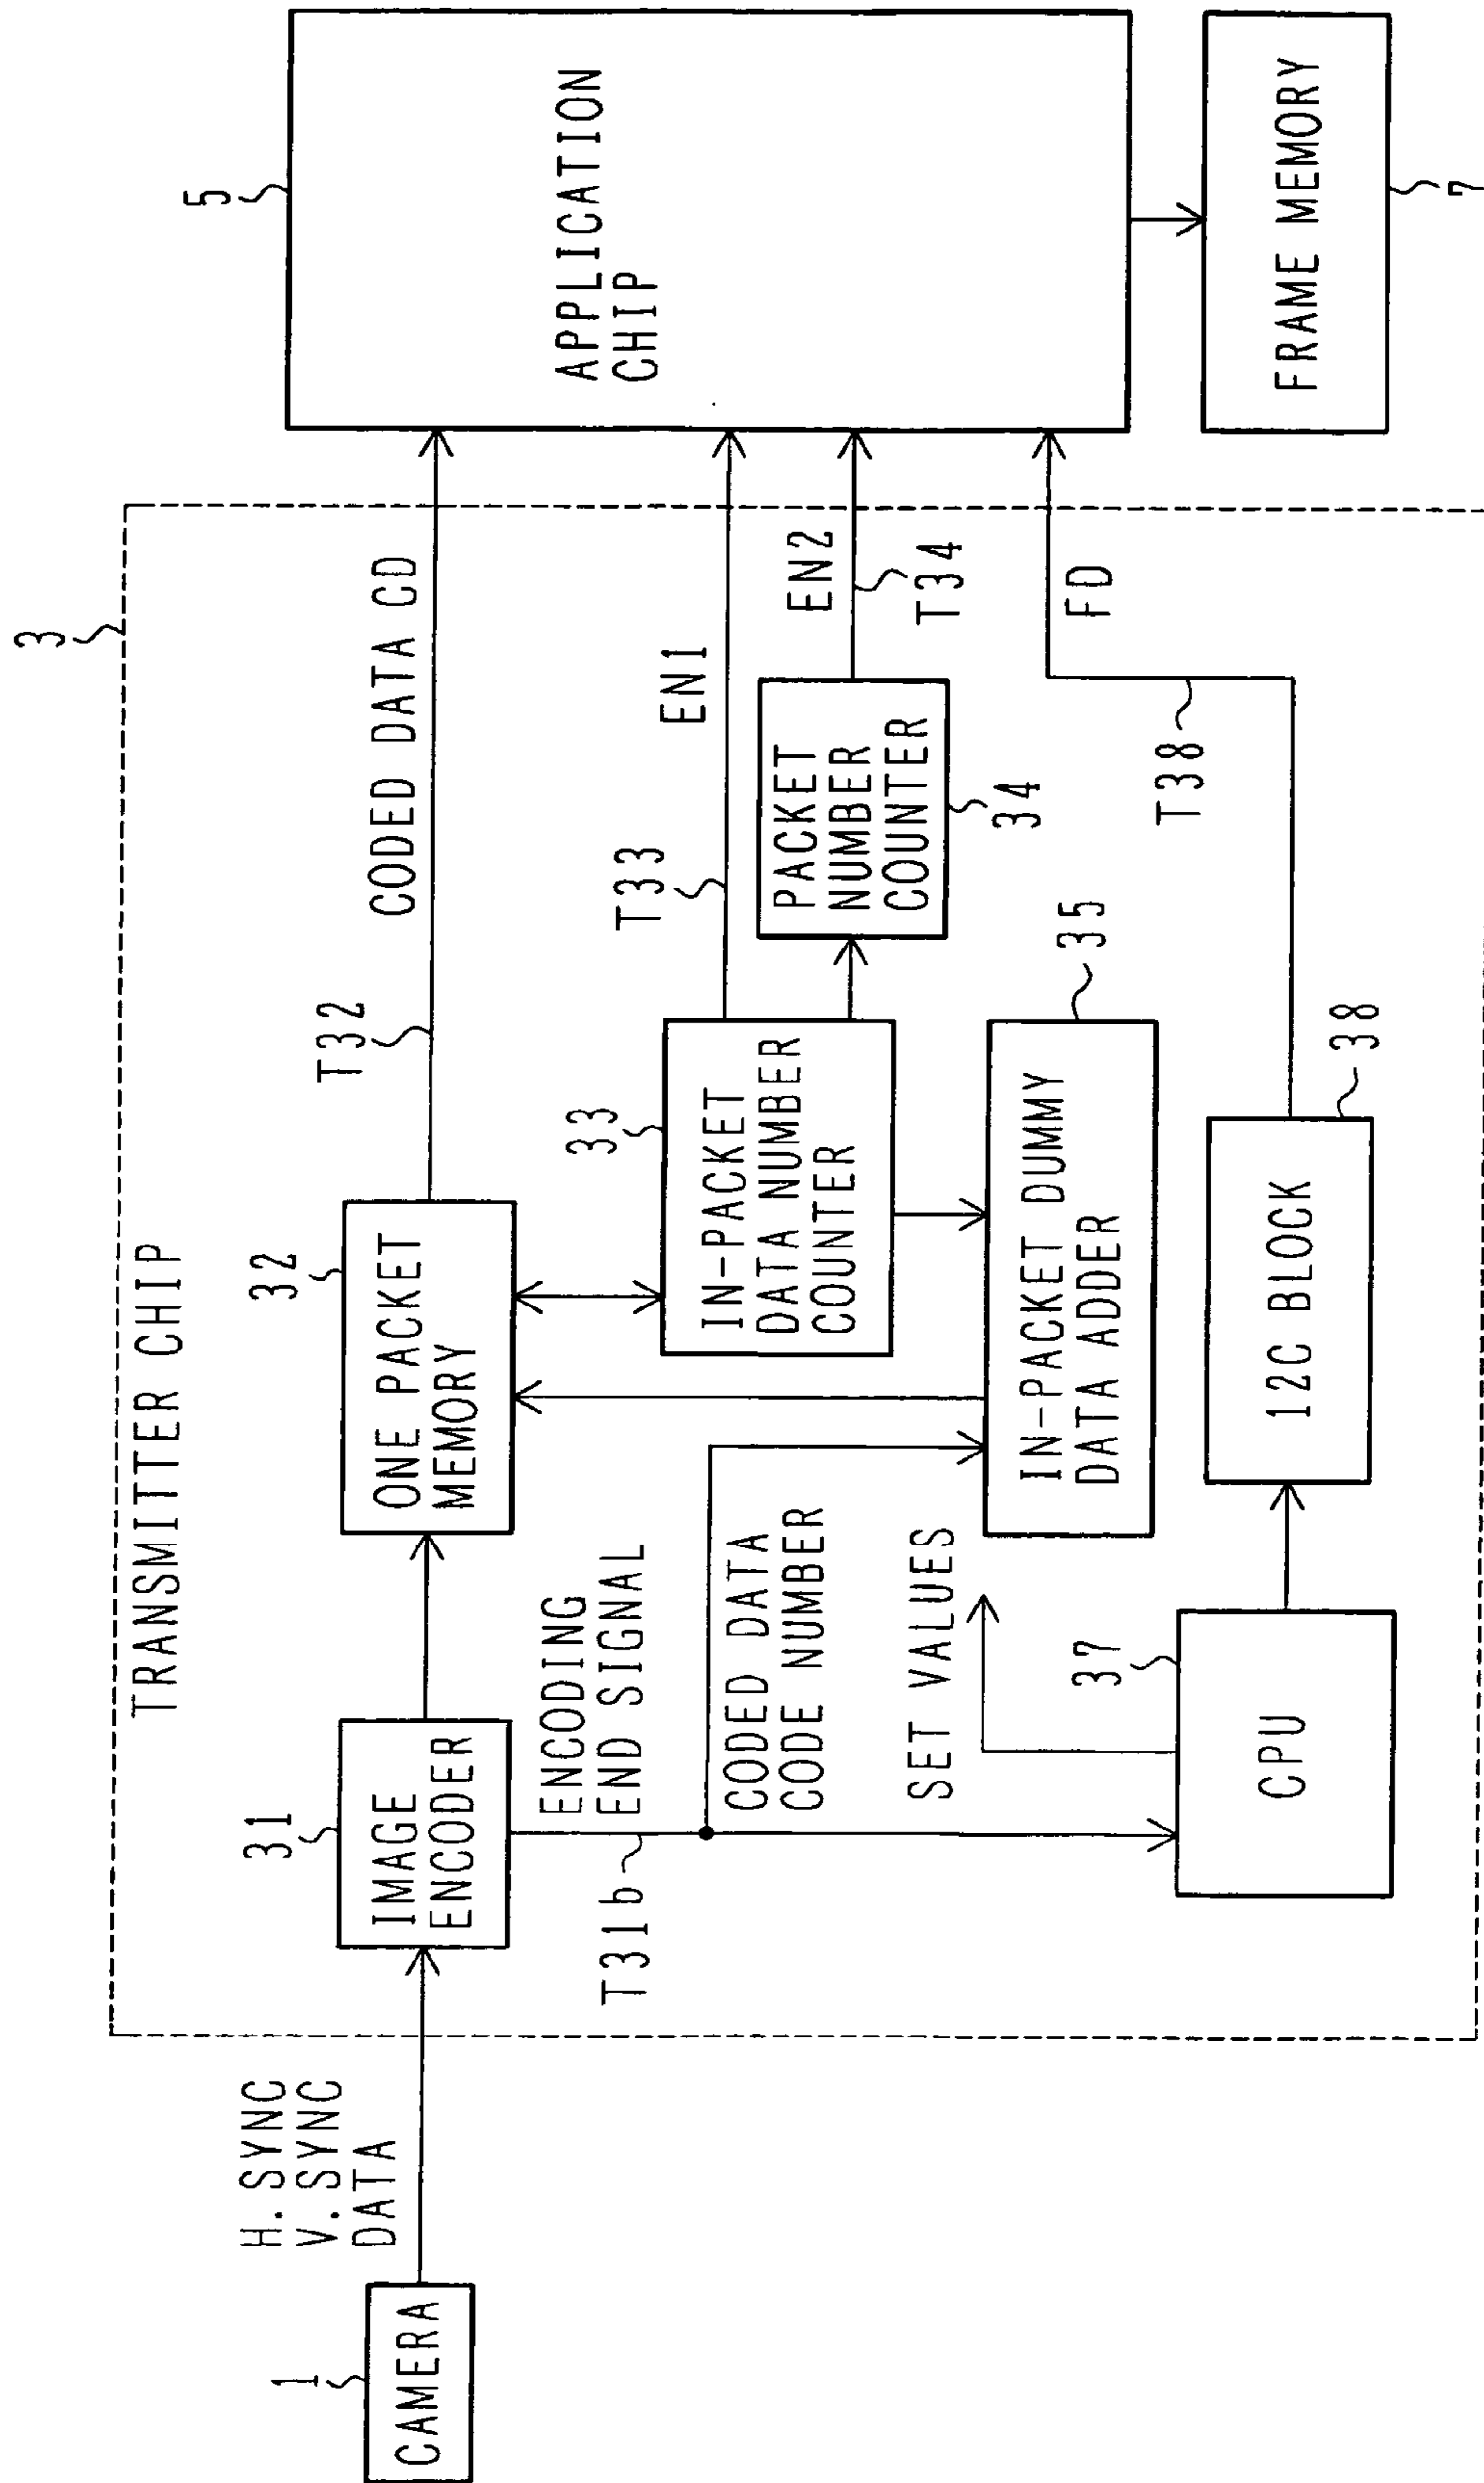 TRANSMITTER CHIP
3
1
CAMERA
H.SYNC
V.SYNC
DATA
31
IMAGE
ENCODER
T31b
ENCODING
END SIGNAL
CODED DATA
CODE NUMBER
SET VALUES
37
CPU
32
ONE PACKET
MEMORY
T32
CODED DATA CD
33
IN-PACKET
DATA NUMBER
COUNTER
T33
EN1
PACKET
NUMBER
COUNTER
34
EN2
T34
IN-PACKET DUMMY
DATA ADDER
35
12C BLOCK
38
T38
FD
5
APPLICATION
CHIP
FRAME MEMORY
7